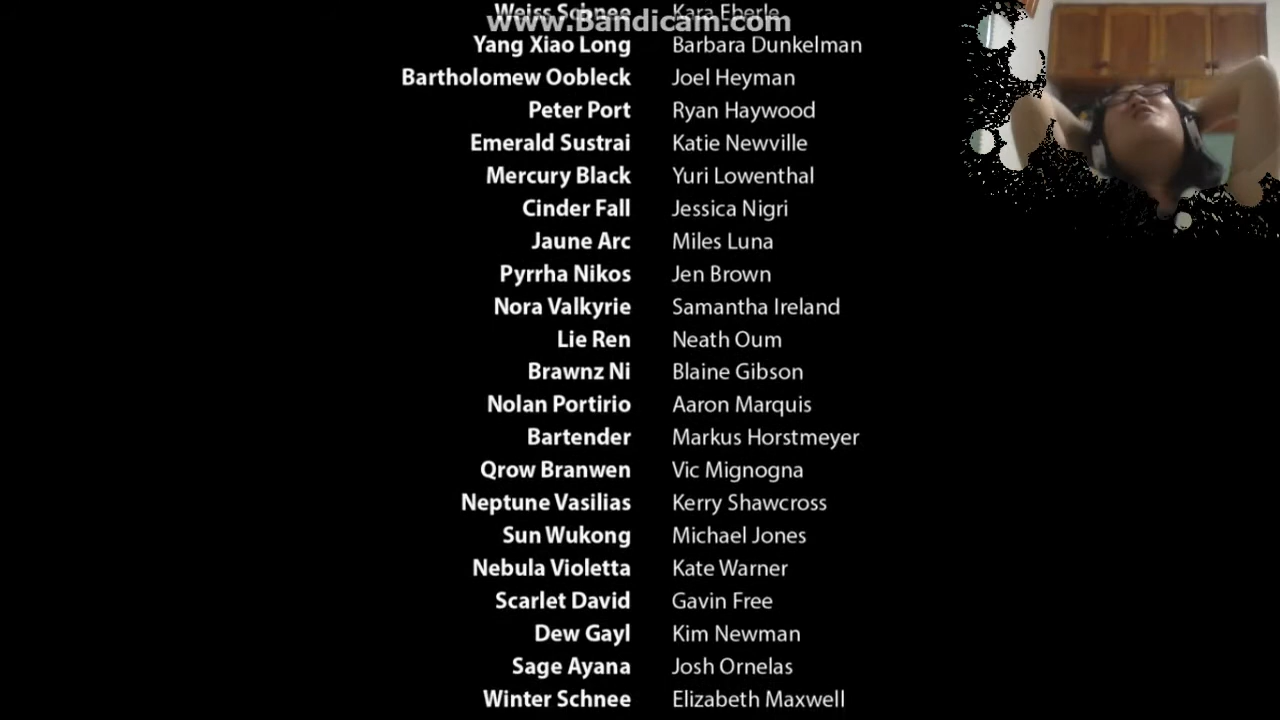 www.Bandicam.com
Weiss Schnee Kara Eberle
Yang Xiao Long Barbara Dunkelman
Bartholomew Oobleck Joel Heyman
Peter Port Ryan Haywood
Emerald Sustrai Katie Newville
Mercury Black Yuri Lowenthal
Cinder Fall Jessica Nigri
Jaune Arc Miles Luna
Pyrrha Nikos Jen Brown
Nora Valkyrie Samantha Ireland
Lie Ren Neath Oum
Brawnz Ni Blaine Gibson
Nolan Portirio Aaron Marquis
Bartender Markus Horstmeyer
Qrow Branwen Vic Mignogna
Neptune Vasilias Kerry Shawcross
Sun Wukong Michael Jones
Nebula Violetta Kate Warner
Scarlet David Gavin Free
Dew Gayl Kim Newman
Sage Ayana Josh Ornelas
Winter Schnee Elizabeth Maxwell